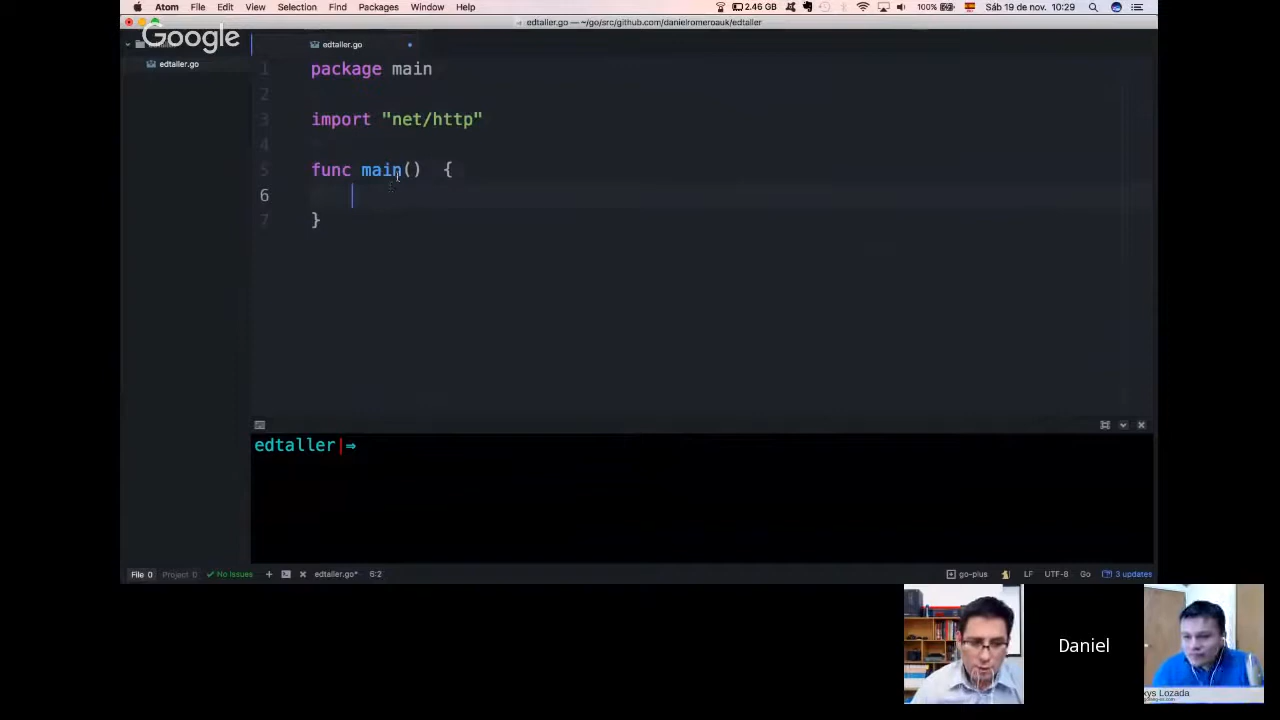 Atom File Edit View Selection Find Packages Window Help 2.46 GB 100% Sáb 19 de nov. 10:29
edtaller.go — ~/go/src/github.com/danielromeroauk/edtaller
Google
edtaller.go
edtaller.go
1 package main
2
3 import "net/http"
4
5 func main() {
6
7 }
edtaller|⇒
File 0 Project 0 No Issues edtaller.go* 6:2 go-plus LF UTF-8 Go 3 updates
Daniel
xys Lozada